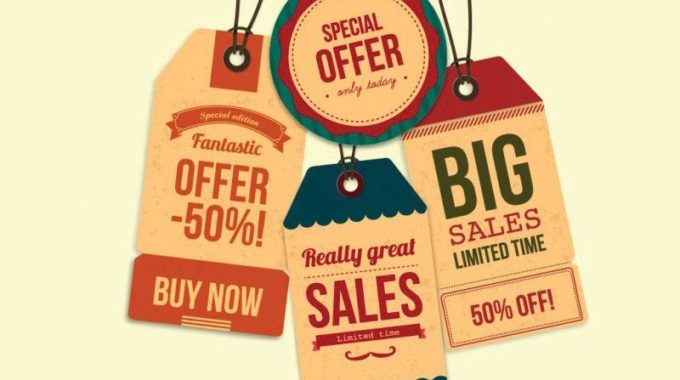 SPECIAL
OFFER
only today
Special edition
Fantastic
OFFER
-50%!
BUY NOW
Really great
SALES
Limited time
BIG
SALES
LIMITED TIME
50% OFF!